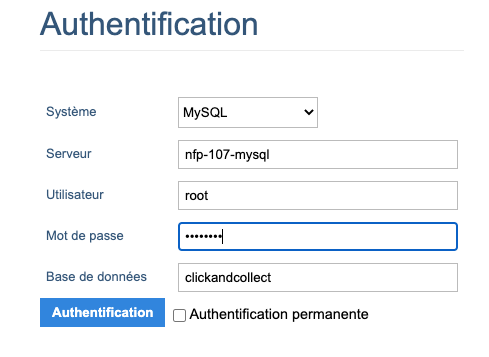 Authentification
Système MySQL
Serveur nfp-107-mysql
Utilisateur root
Mot de passe ••••••••
Base de données clickandcollect
Authentification Authentification permanente